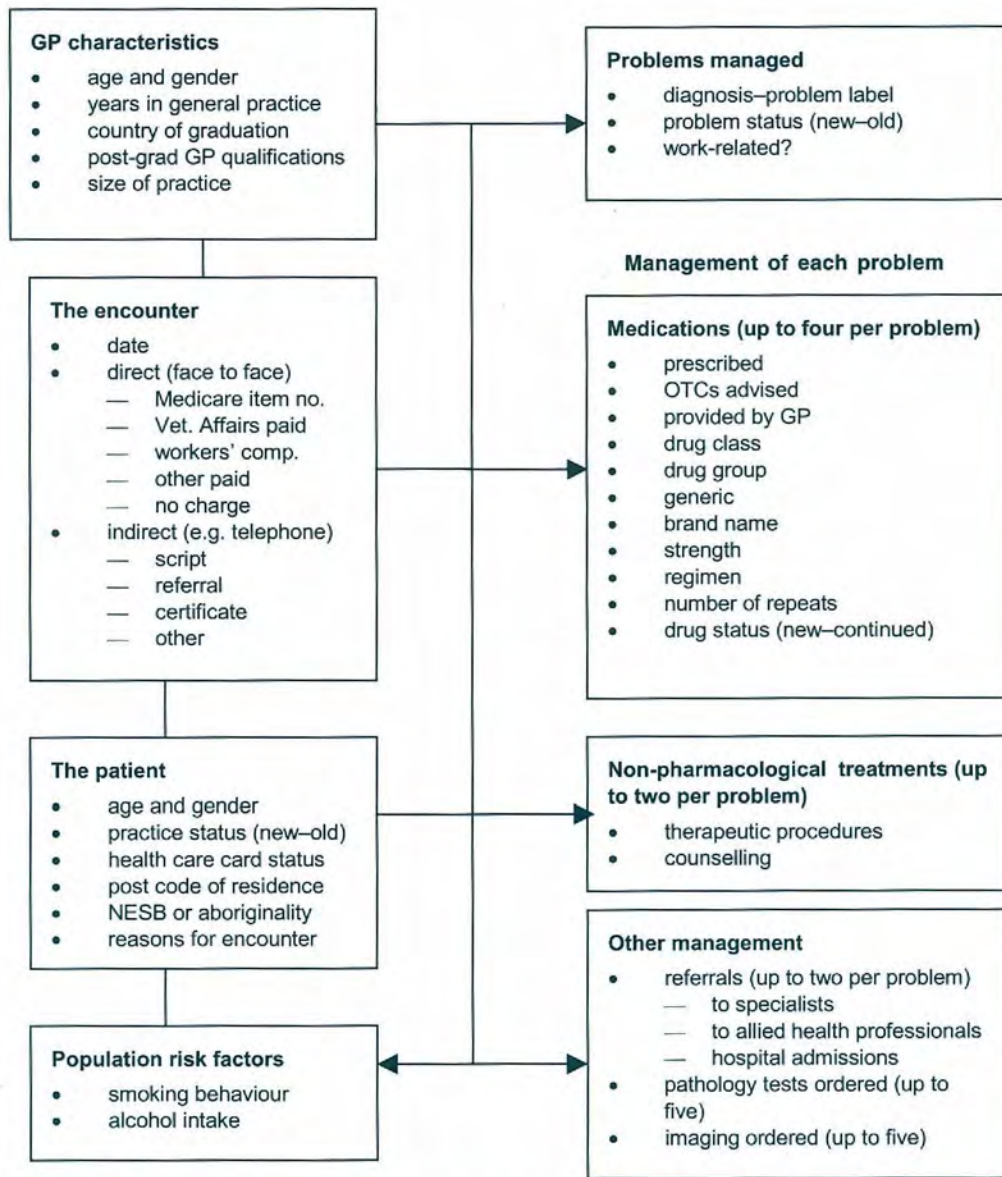 GP characteristics
• age and gender
• years in general practice
• country of graduation
• post-grad GP qualifications
• size of practice
The encounter
• date
• direct (face to face)
— Medicare item no.
— Vet. Affairs paid
— workers' comp.
— other paid
— no charge
• indirect (e.g. telephone)
— script
— referral
— certificate
— other
The patient
• age and gender
• practice status (new–old)
• health care card status
• post code of residence
• NESB or aboriginality
• reasons for encounter
Population risk factors
• smoking behaviour
• alcohol intake
Problems managed
• diagnosis–problem label
• problem status (new–old)
• work-related?
Management of each problem
Medications (up to four per problem)
• prescribed
• OTCs advised
• provided by GP
• drug class
• drug group
• generic
• brand name
• strength
• regimen
• number of repeats
• drug status (new–continued)
Non-pharmacological treatments (up
to two per problem)
• therapeutic procedures
• counselling
Other management
• referrals (up to two per problem)
— to specialists
— to allied health professionals
— hospital admissions
• pathology tests ordered (up to
five)
• imaging ordered (up to five)